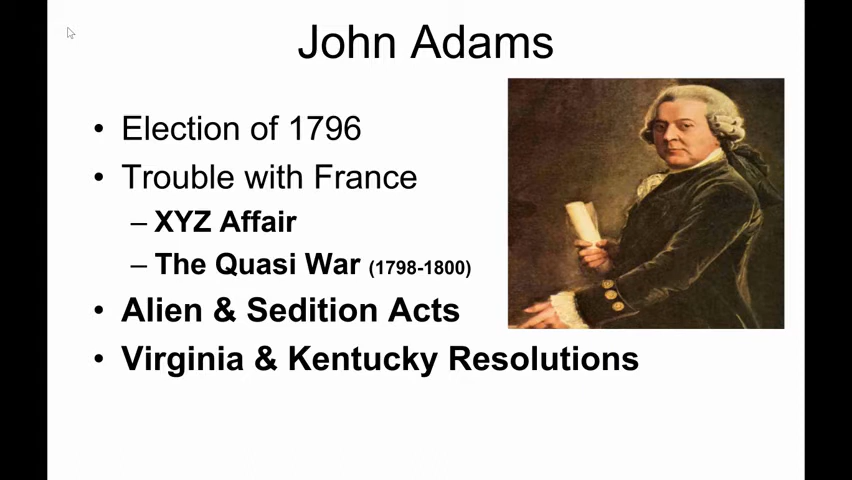 John Adams
• Election of 1796
• Trouble with France
– XYZ Affair
– The Quasi War (1798-1800)
• Alien & Sedition Acts
• Virginia & Kentucky Resolutions